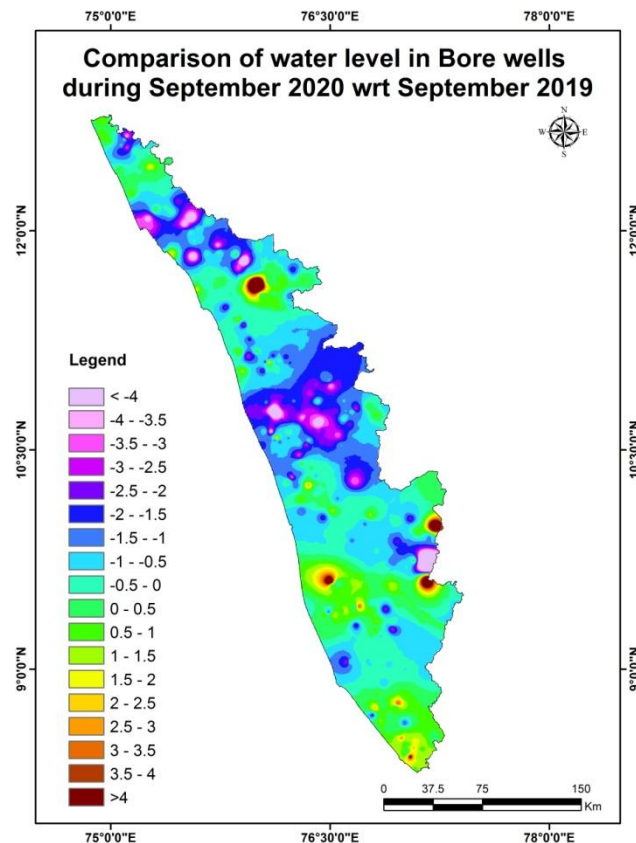 75°0'0"E 76°30'0"E 78°0'0"E
Comparison of water level in Bore wells
during September 2020 wrt September 2019
N
W E
S
12°0'0"N 12°0'0"N
Legend
< -4
-4 - -3.5
-3.5 - -3
-3 - -2.5
-2.5 - -2
-2 - -1.5
-1.5 - -1
-1 - -0.5
-0.5 - 0
0 - 0.5
0.5 - 1
1 - 1.5
1.5 - 2
2 - 2.5
2.5 - 3
3 - 3.5
3.5 - 4
>4
10°30'0"N 10°30'0"N
9°0'0"N 9°0'0"N
0 37.5 75 150
Km
75°0'0"E 76°30'0"E 78°0'0"E